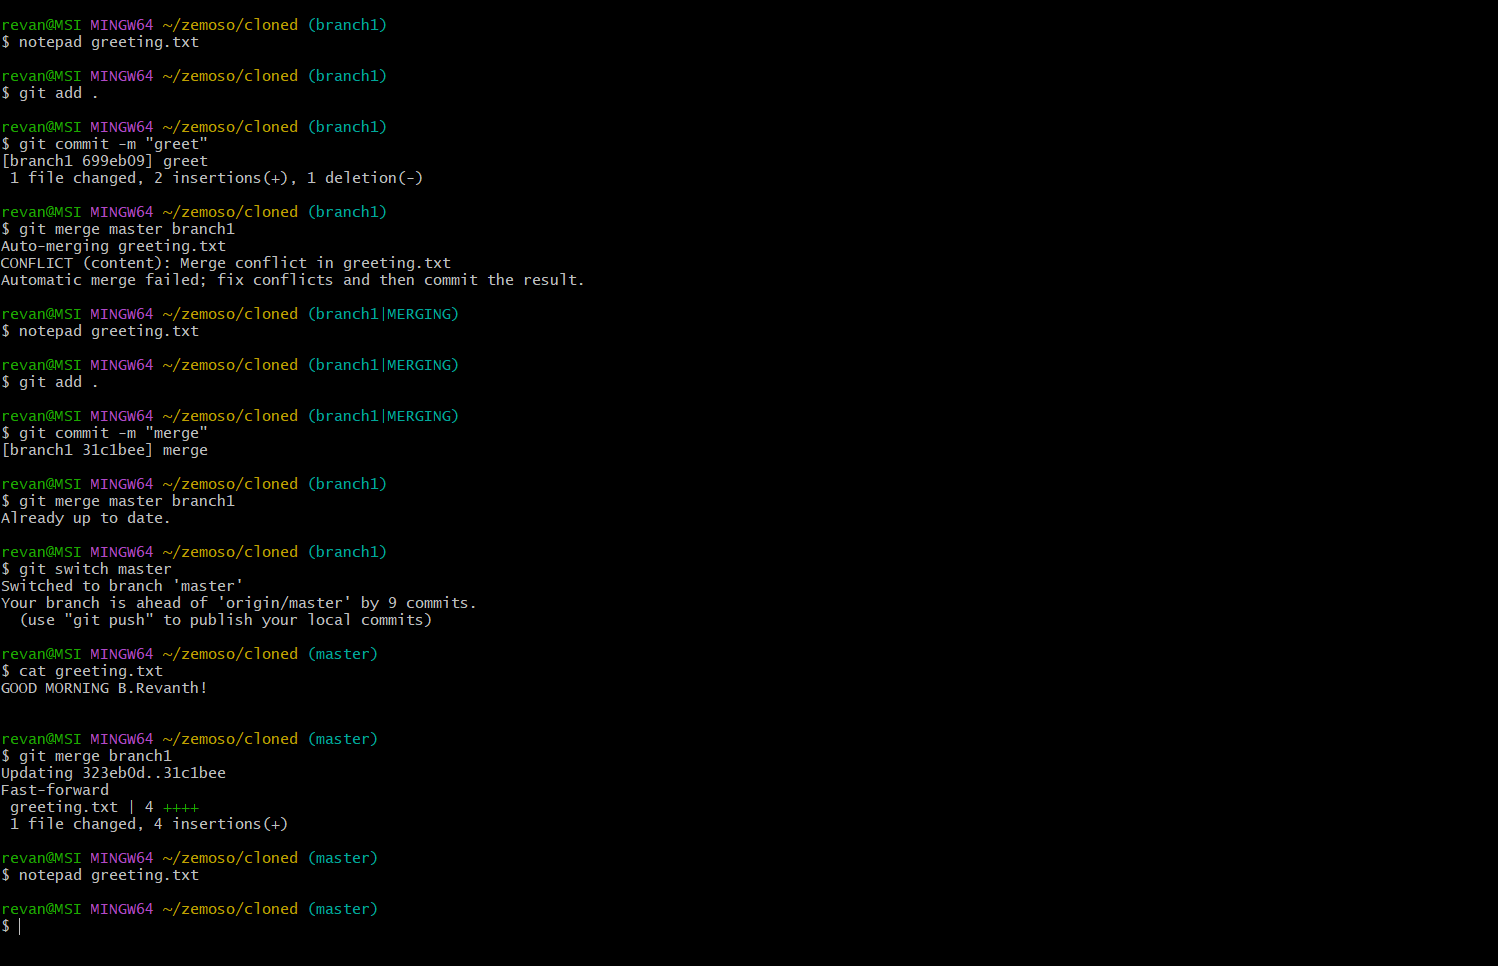 revan@MSI MINGW64 ~/zemoso/cloned (branch1)
$ notepad greeting.txt
revan@MSI MINGW64 ~/zemoso/cloned (branch1)
$ git add .
revan@MSI MINGW64 ~/zemoso/cloned (branch1)
$ git commit -m "greet"
[branch1 699eb09] greet
 1 file changed, 2 insertions(+), 1 deletion(-)
revan@MSI MINGW64 ~/zemoso/cloned (branch1)
$ git merge master branch1
Auto-merging greeting.txt
CONFLICT (content): Merge conflict in greeting.txt
Automatic merge failed; fix conflicts and then commit the result.
revan@MSI MINGW64 ~/zemoso/cloned (branch1|MERGING)
$ notepad greeting.txt
revan@MSI MINGW64 ~/zemoso/cloned (branch1|MERGING)
$ git add .
revan@MSI MINGW64 ~/zemoso/cloned (branch1|MERGING)
$ git commit -m "merge"
[branch1 31c1bee] merge
revan@MSI MINGW64 ~/zemoso/cloned (branch1)
$ git merge master branch1
Already up to date.
revan@MSI MINGW64 ~/zemoso/cloned (branch1)
$ git switch master
Switched to branch 'master'
Your branch is ahead of 'origin/master' by 9 commits.
  (use "git push" to publish your local commits)
revan@MSI MINGW64 ~/zemoso/cloned (master)
$ cat greeting.txt
GOOD MORNING B.Revanth!
revan@MSI MINGW64 ~/zemoso/cloned (master)
$ git merge branch1
Updating 323eb0d..31c1bee
Fast-forward
 greeting.txt | 4 ++++
 1 file changed, 4 insertions(+)
revan@MSI MINGW64 ~/zemoso/cloned (master)
$ notepad greeting.txt
revan@MSI MINGW64 ~/zemoso/cloned (master)
$